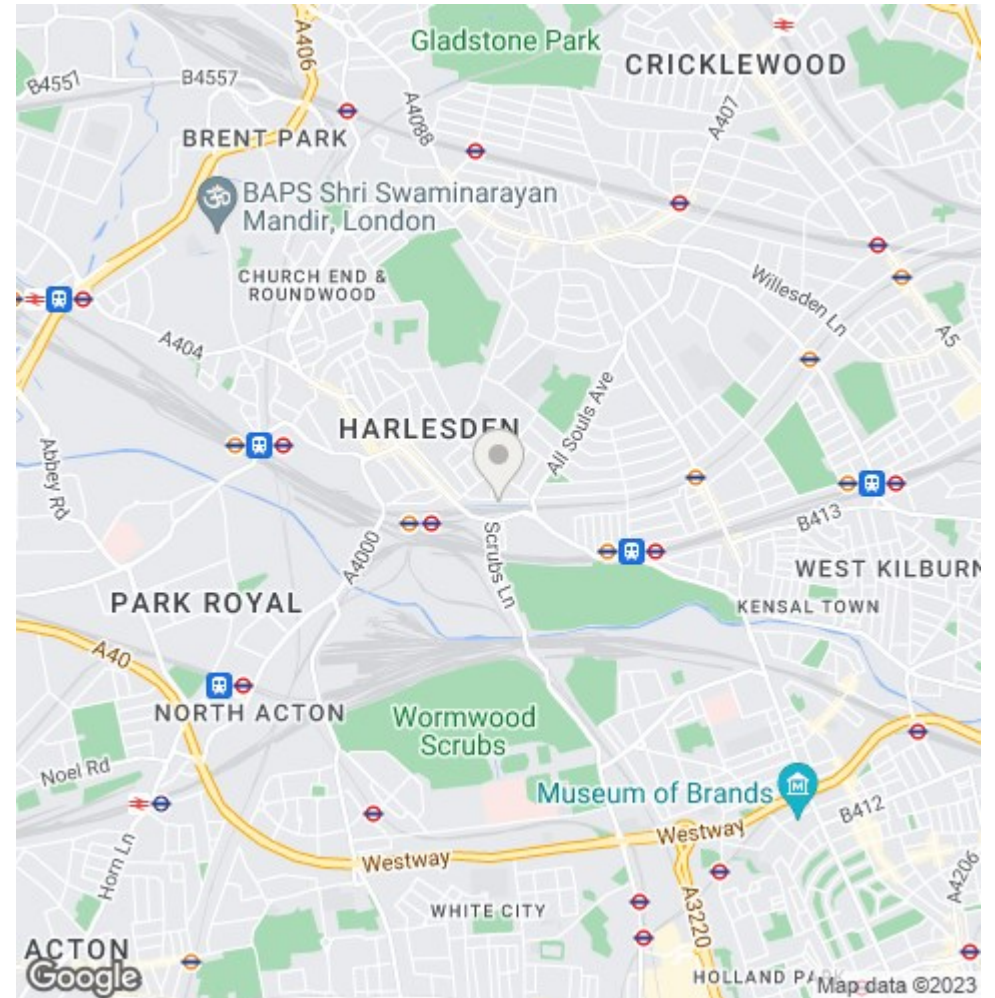 Gladstone Park
CRICKLEWOOD
A406
B4557
B4557
A4088
A407
BRENT PARK
BAPS Shri Swaminarayan
Mandir, London
CHURCH END &
ROUNDWOOD
Willesden Ln
A5
A404
All Souls Ave
HARLESDEN
Abbey Rd
B413
Scrubs Ln
A4000
WEST KILBURN
KENSAL TOWN
PARK ROYAL
A40
NORTH ACTON
Wormwood
Scrubs
Noel Rd
Museum of Brands
B412
Westway
Westway
Horn Ln
A4206
WHITE CITY
A3220
ACTON
HOLLAND PARK
Google
Map data ©2023